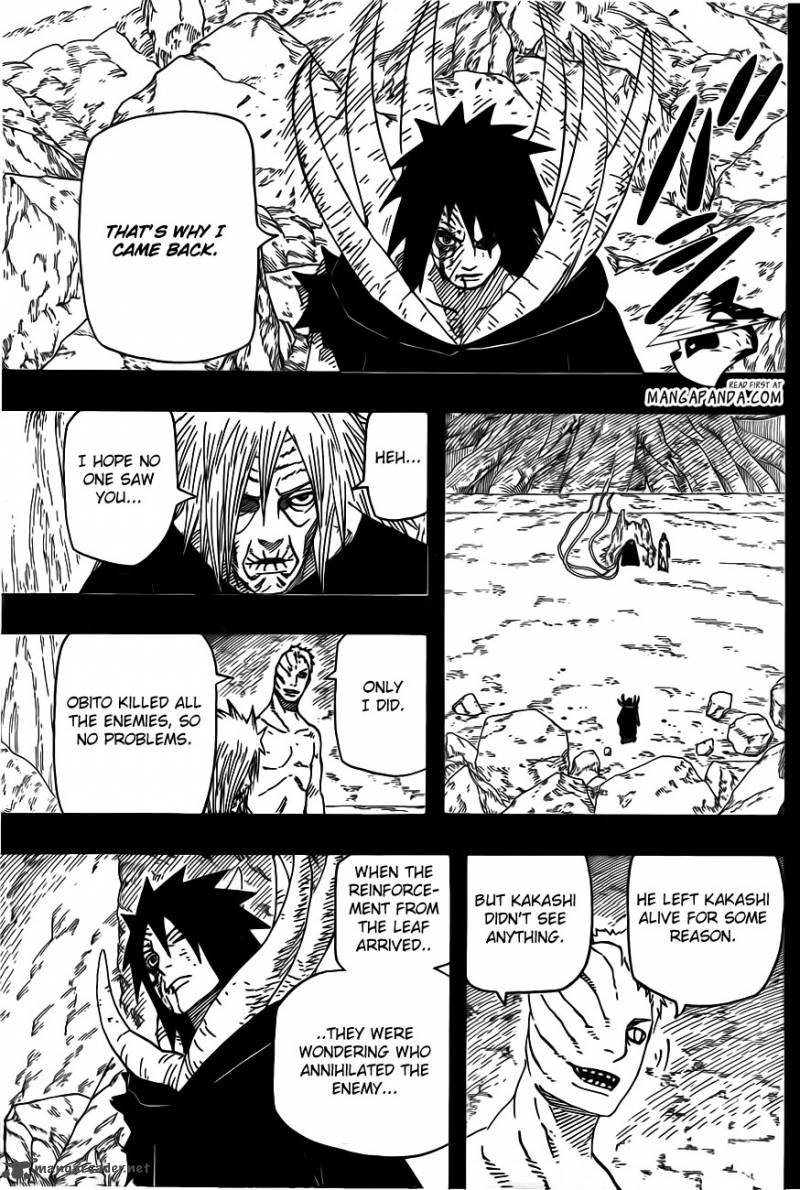 THAT'S WHY I
CAME BACK.
READ FIRST AT
MANGAPANDA.COM
HEH...
I HOPE NO
ONE SAW
YOU...
ONLY
I DID.
OBITO KILLED ALL
THE ENEMIES, SO
NO PROBLEMS.
HE LEFT KAKASHI
ALIVE FOR SOME
REASON.
BUT KAKASHI
DIDN'T SEE
ANYTHING.
WHEN THE
REINFORCE-
MENT FROM
THE LEAF
ARRIVED..
..THEY WERE
WONDERING WHO
ANNIHILATED THE
ENEMY...
mangareader.net